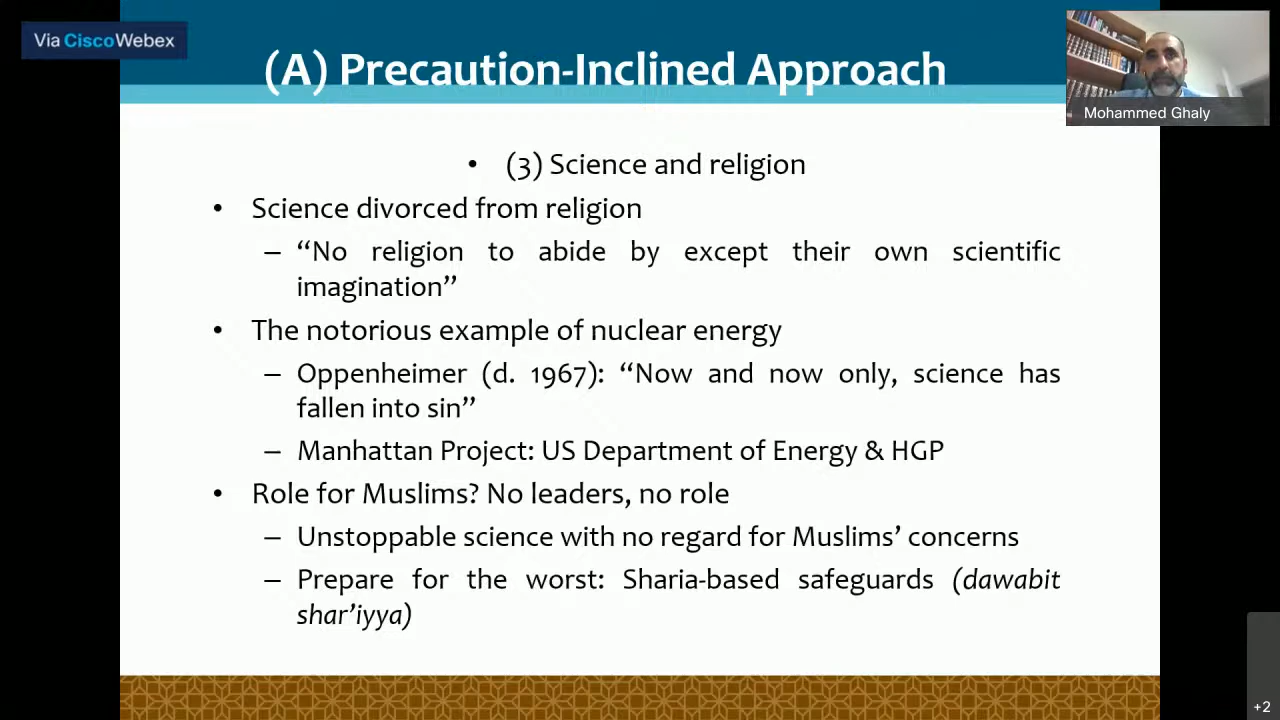 Via CiscoWebex
(A) Precaution-Inclined Approach
Mohammed Ghaly
• (3) Science and religion
• Science divorced from religion
– “No religion to abide by except their own scientific
imagination”
• The notorious example of nuclear energy
– Oppenheimer (d. 1967): “Now and now only, science has
fallen into sin”
– Manhattan Project: US Department of Energy & HGP
• Role for Muslims? No leaders, no role
– Unstoppable science with no regard for Muslims’ concerns
– Prepare for the worst: Sharia-based safeguards (dawabit
shar’iyya)
+2